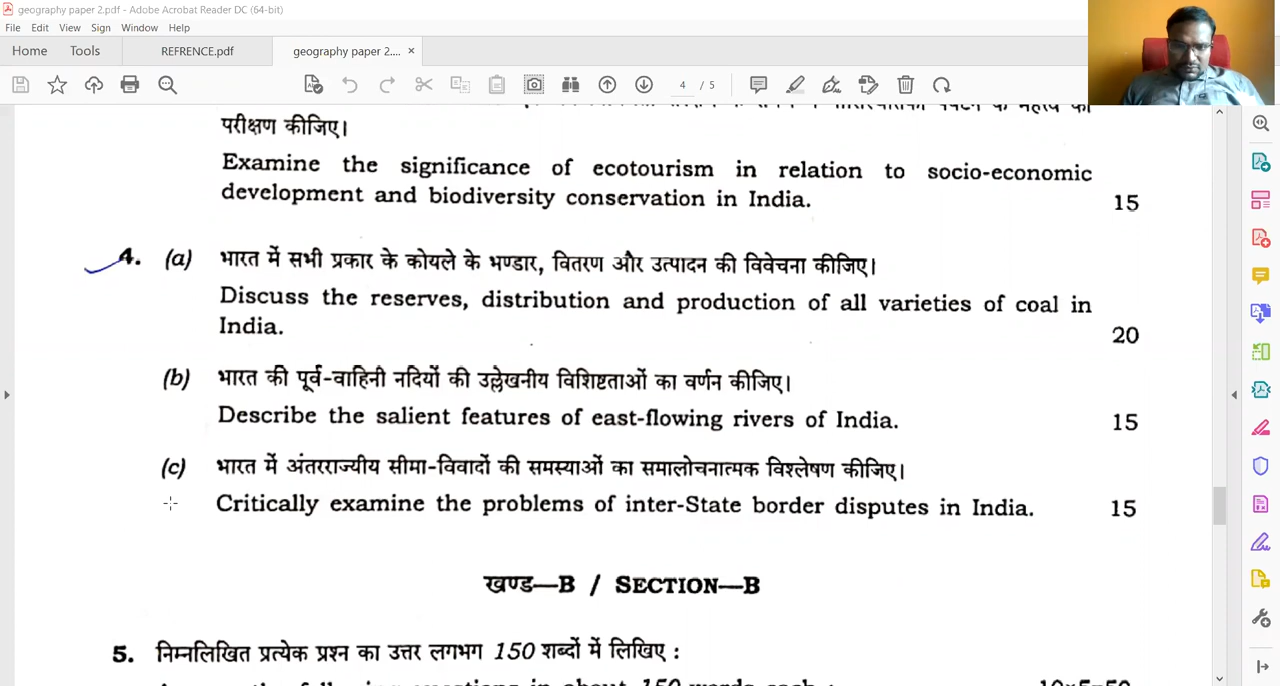 geography paper 2.pdf - Adobe Acrobat Reader DC (64-bit)
File Edit View Sign Window Help
Home Tools REFRENCE.pdf geography paper 2.... ×
4 / 5
परीक्षण कीजिए।
Examine the significance of ecotourism in relation to socio-economic
development and biodiversity conservation in India. 15
4. (a) भारत में सभी प्रकार के कोयले के भण्डार, वितरण और उत्पादन की विवेचना कीजिए।
Discuss the reserves, distribution and production of all varieties of coal in
India. 20
(b) भारत की पूर्व-वाहिनी नदियों की उल्लेखनीय विशिष्टताओं का वर्णन कीजिए।
Describe the salient features of east-flowing rivers of India. 15
(c) भारत में अंतरराज्यीय सीमा-विवादों की समस्याओं का समालोचनात्मक विश्लेषण कीजिए।
Critically examine the problems of inter-State border disputes in India. 15
खण्ड—B / SECTION—B
5. निम्नलिखित प्रत्येक प्रश्न का उत्तर लगभग 150 शब्दों में लिखिए :